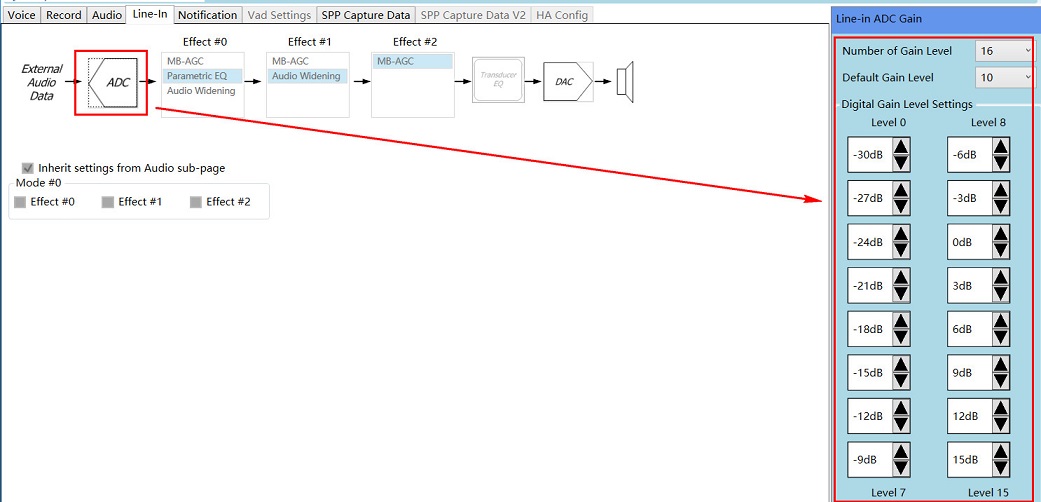 Voice Record Audio Line-In Notification Vad Settings SPP Capture Data SPP Capture Data V2 HA Config
Effect #0 Effect #1 Effect #2
External
Audio
Data
ADC
MB-AGC
Parametric EQ
Audio Widening
MB-AGC
Audio Widening
MB-AGC
Transducer
EQ
DAC
Inherit settings from Audio sub-page
Mode #0
Effect #0 Effect #1 Effect #2
Line-in ADC Gain
Number of Gain Level 16
Default Gain Level 10
Digital Gain Level Settings
Level 0 Level 8
-30dB -6dB
-27dB -3dB
-24dB 0dB
-21dB 3dB
-18dB 6dB
-15dB 9dB
-12dB 12dB
-9dB 15dB
Level 7 Level 15